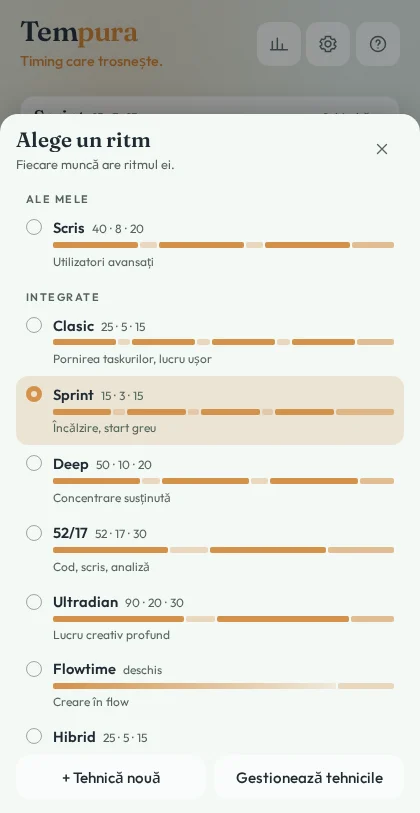 Tempura
Timing care trosnește.
Alege un ritm
Fiecare muncă are ritmul ei.
ALE MELE
Scris 40 · 8 · 20
Utilizatori avansați
INTEGRATE
Clasic 25 · 5 · 15
Pornirea taskurilor, lucru ușor
Sprint 15 · 3 · 15
Încălzire, start greu
Deep 50 · 10 · 20
Concentrare susținută
52/17 52 · 17 · 30
Cod, scris, analiză
Ultradian 90 · 20 · 30
Lucru creativ profund
Flowtime deschis
Creare în flow
Hibrid 25 · 5 · 15
+ Tehnică nouă Gestionează tehnicile